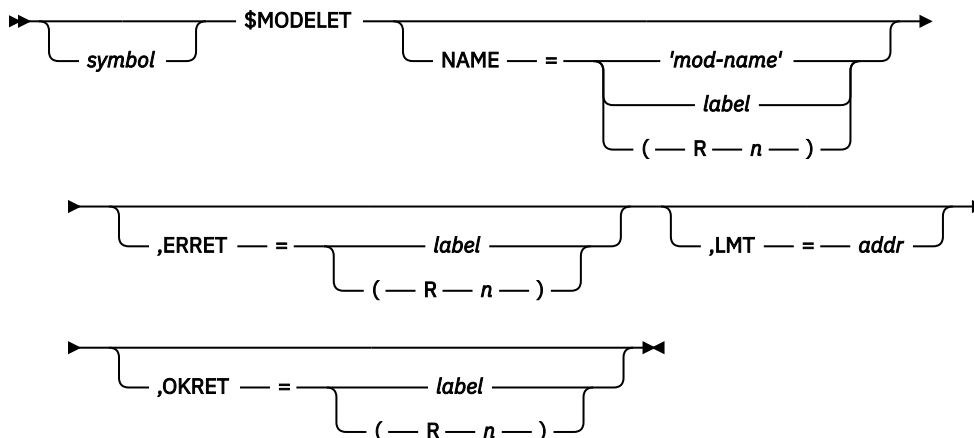 $MODELET
symbol
NAME = 'mod-name'
label
( R n )
,ERRET = label ,LMT = addr
( R n )
,OKRET = label
( R n )